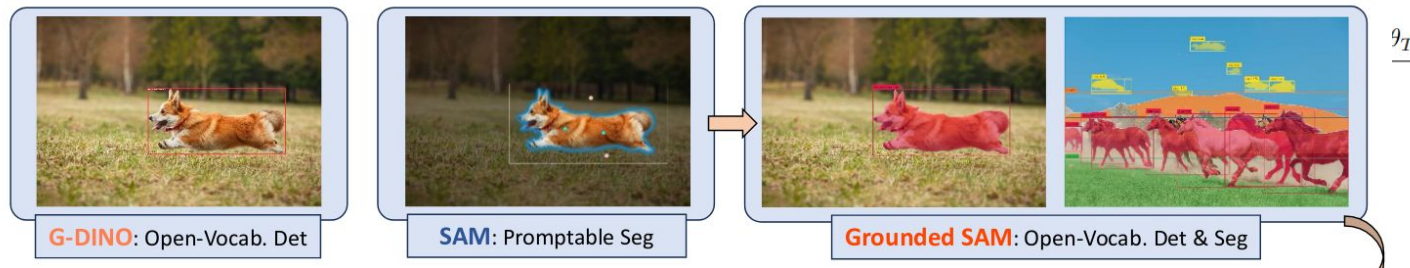 G-DINO: Open-Vocab. Det
SAM: Promptable Seg
Grounded SAM: Open-Vocab. Det & Seg